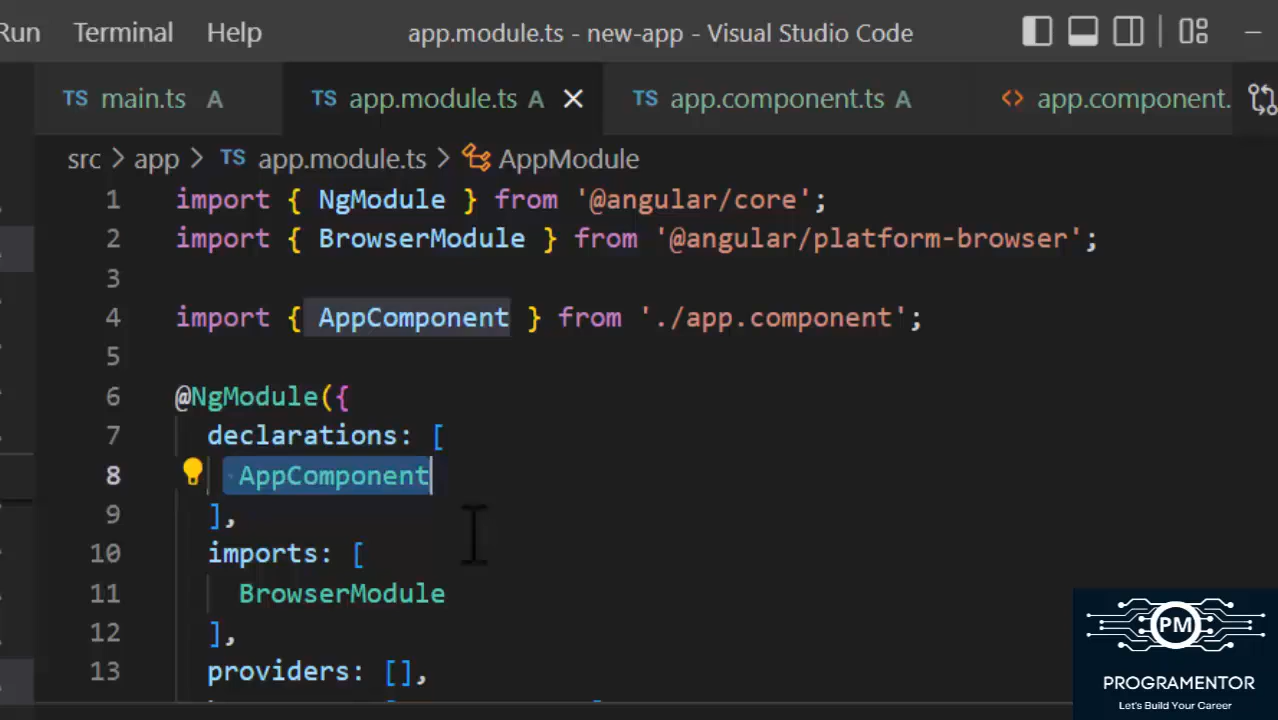 Run Terminal Help app.module.ts - new-app - Visual Studio Code
TS main.ts A TS app.module.ts A TS app.component.ts A <> app.component.
src > app > TS app.module.ts > AppModule
1 import { NgModule } from '@angular/core';
2 import { BrowserModule } from '@angular/platform-browser';
3
4 import { AppComponent } from './app.component';
5
6 @NgModule({
7 declarations: [
8 AppComponent
9 ],
10 imports: [
11 BrowserModule
12 ],
13 providers: [],
PM
PROGRAMENTOR
Let's Build Your Career